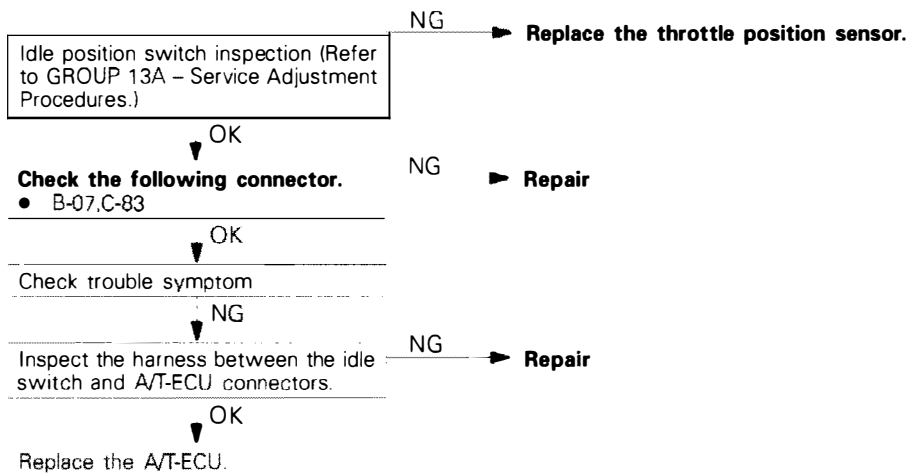 NG
Replace the throttle position sensor.
Idle position switch inspection (Refer
to GROUP 13A – Service Adjustment
Procedures.)
OK
Check the following connector.
NG
Repair
● B-07,C-83
OK
Check trouble symptom
NG
Inspect the harness between the idle
switch and A/T-ECU connectors.
NG
Repair
OK
Replace the A/T-ECU.